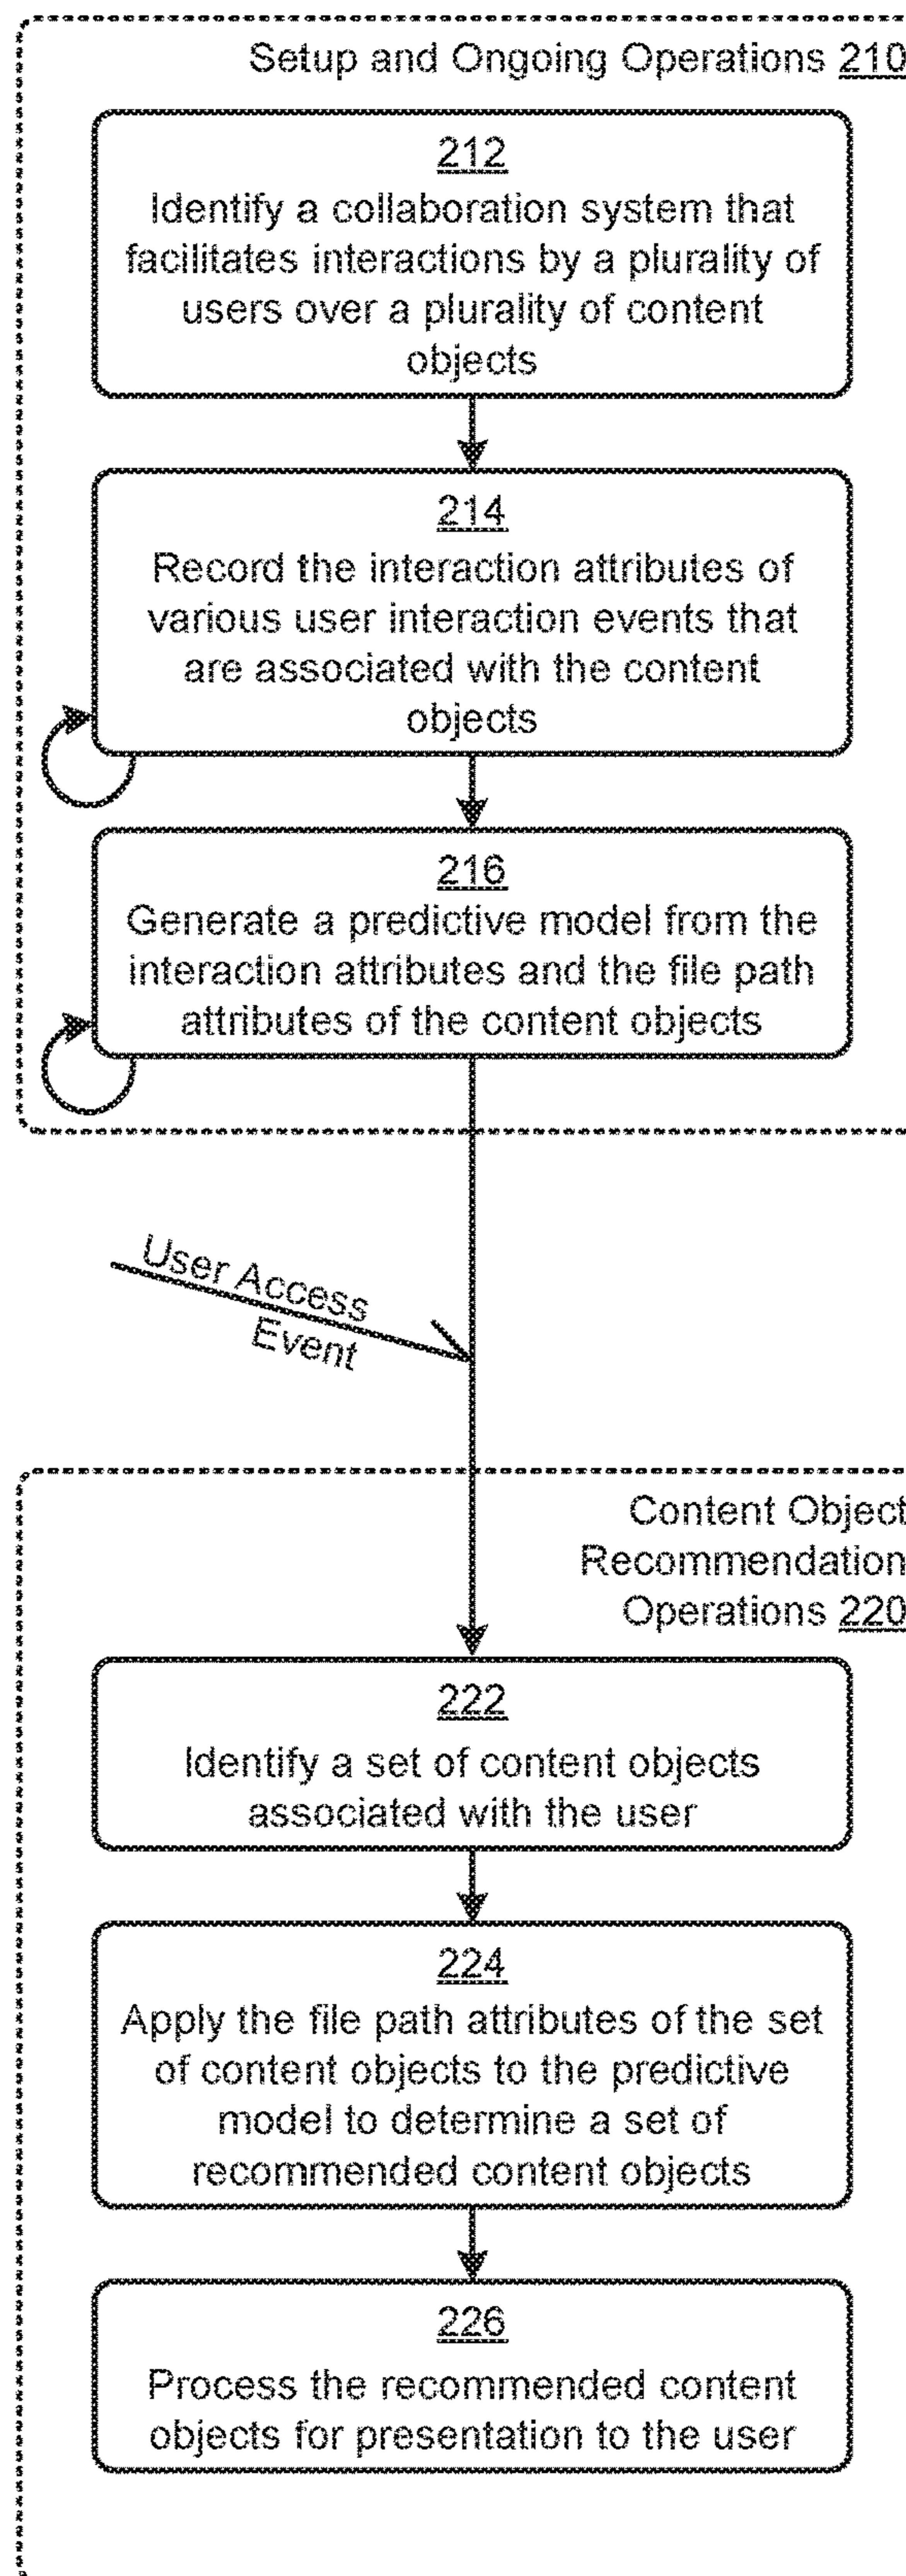 Setup and Ongoing Operations 210
212
Identify a collaboration system that
facilitates interactions by a plurality of
users over a plurality of content
objects
214
Record the interaction attributes of
various user interaction events that
are associated with the content
objects
216
Generate a predictive model from the
interaction attributes and the file path
attributes of the content objects
User Access
Event
Content Object
Recommendation
Operations 220
222
Identify a set of content objects
associated with the user
224
Apply the file path attributes of the set
of content objects to the predictive
model to determine a set of
recommended content objects
226
Process the recommended content
objects for presentation to the user